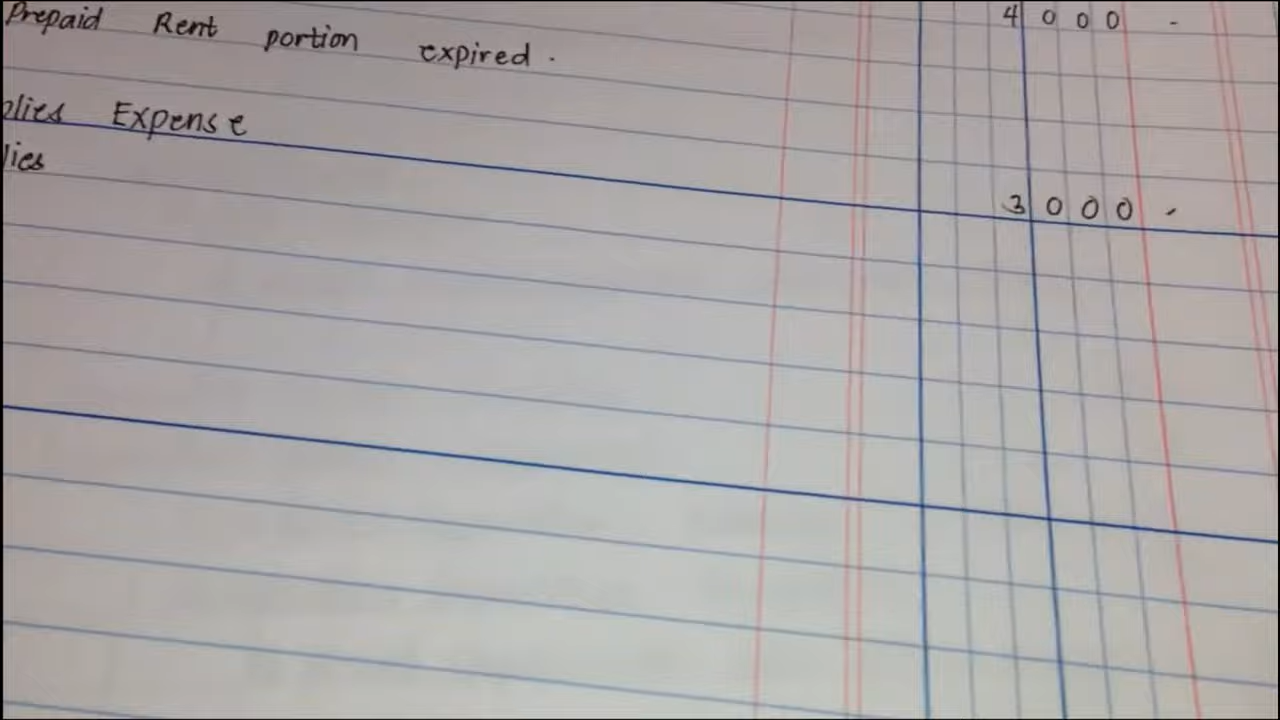 Prepaid Rent portion expired. 4000 -
plies Expense 3000 -
lies